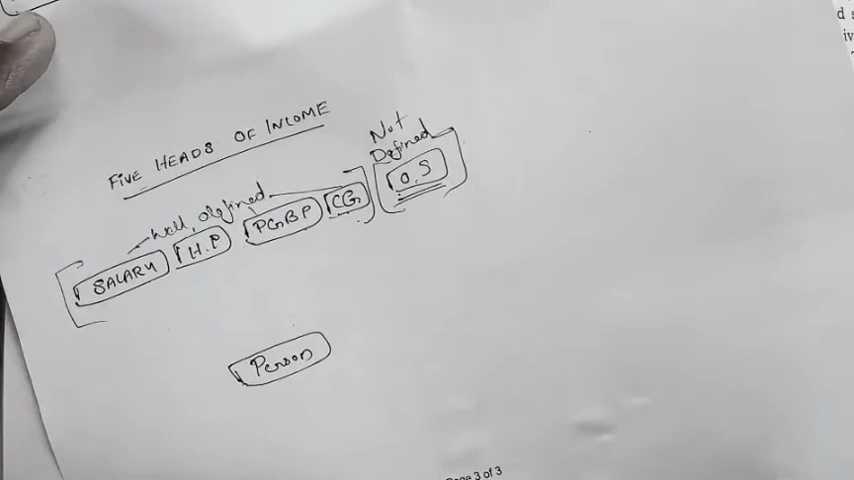 FIVE HEADS OF INCOME
Not
Defined
Well, defined
SALARY H.P PGBP CG O.S
Person
Page 3 of 3